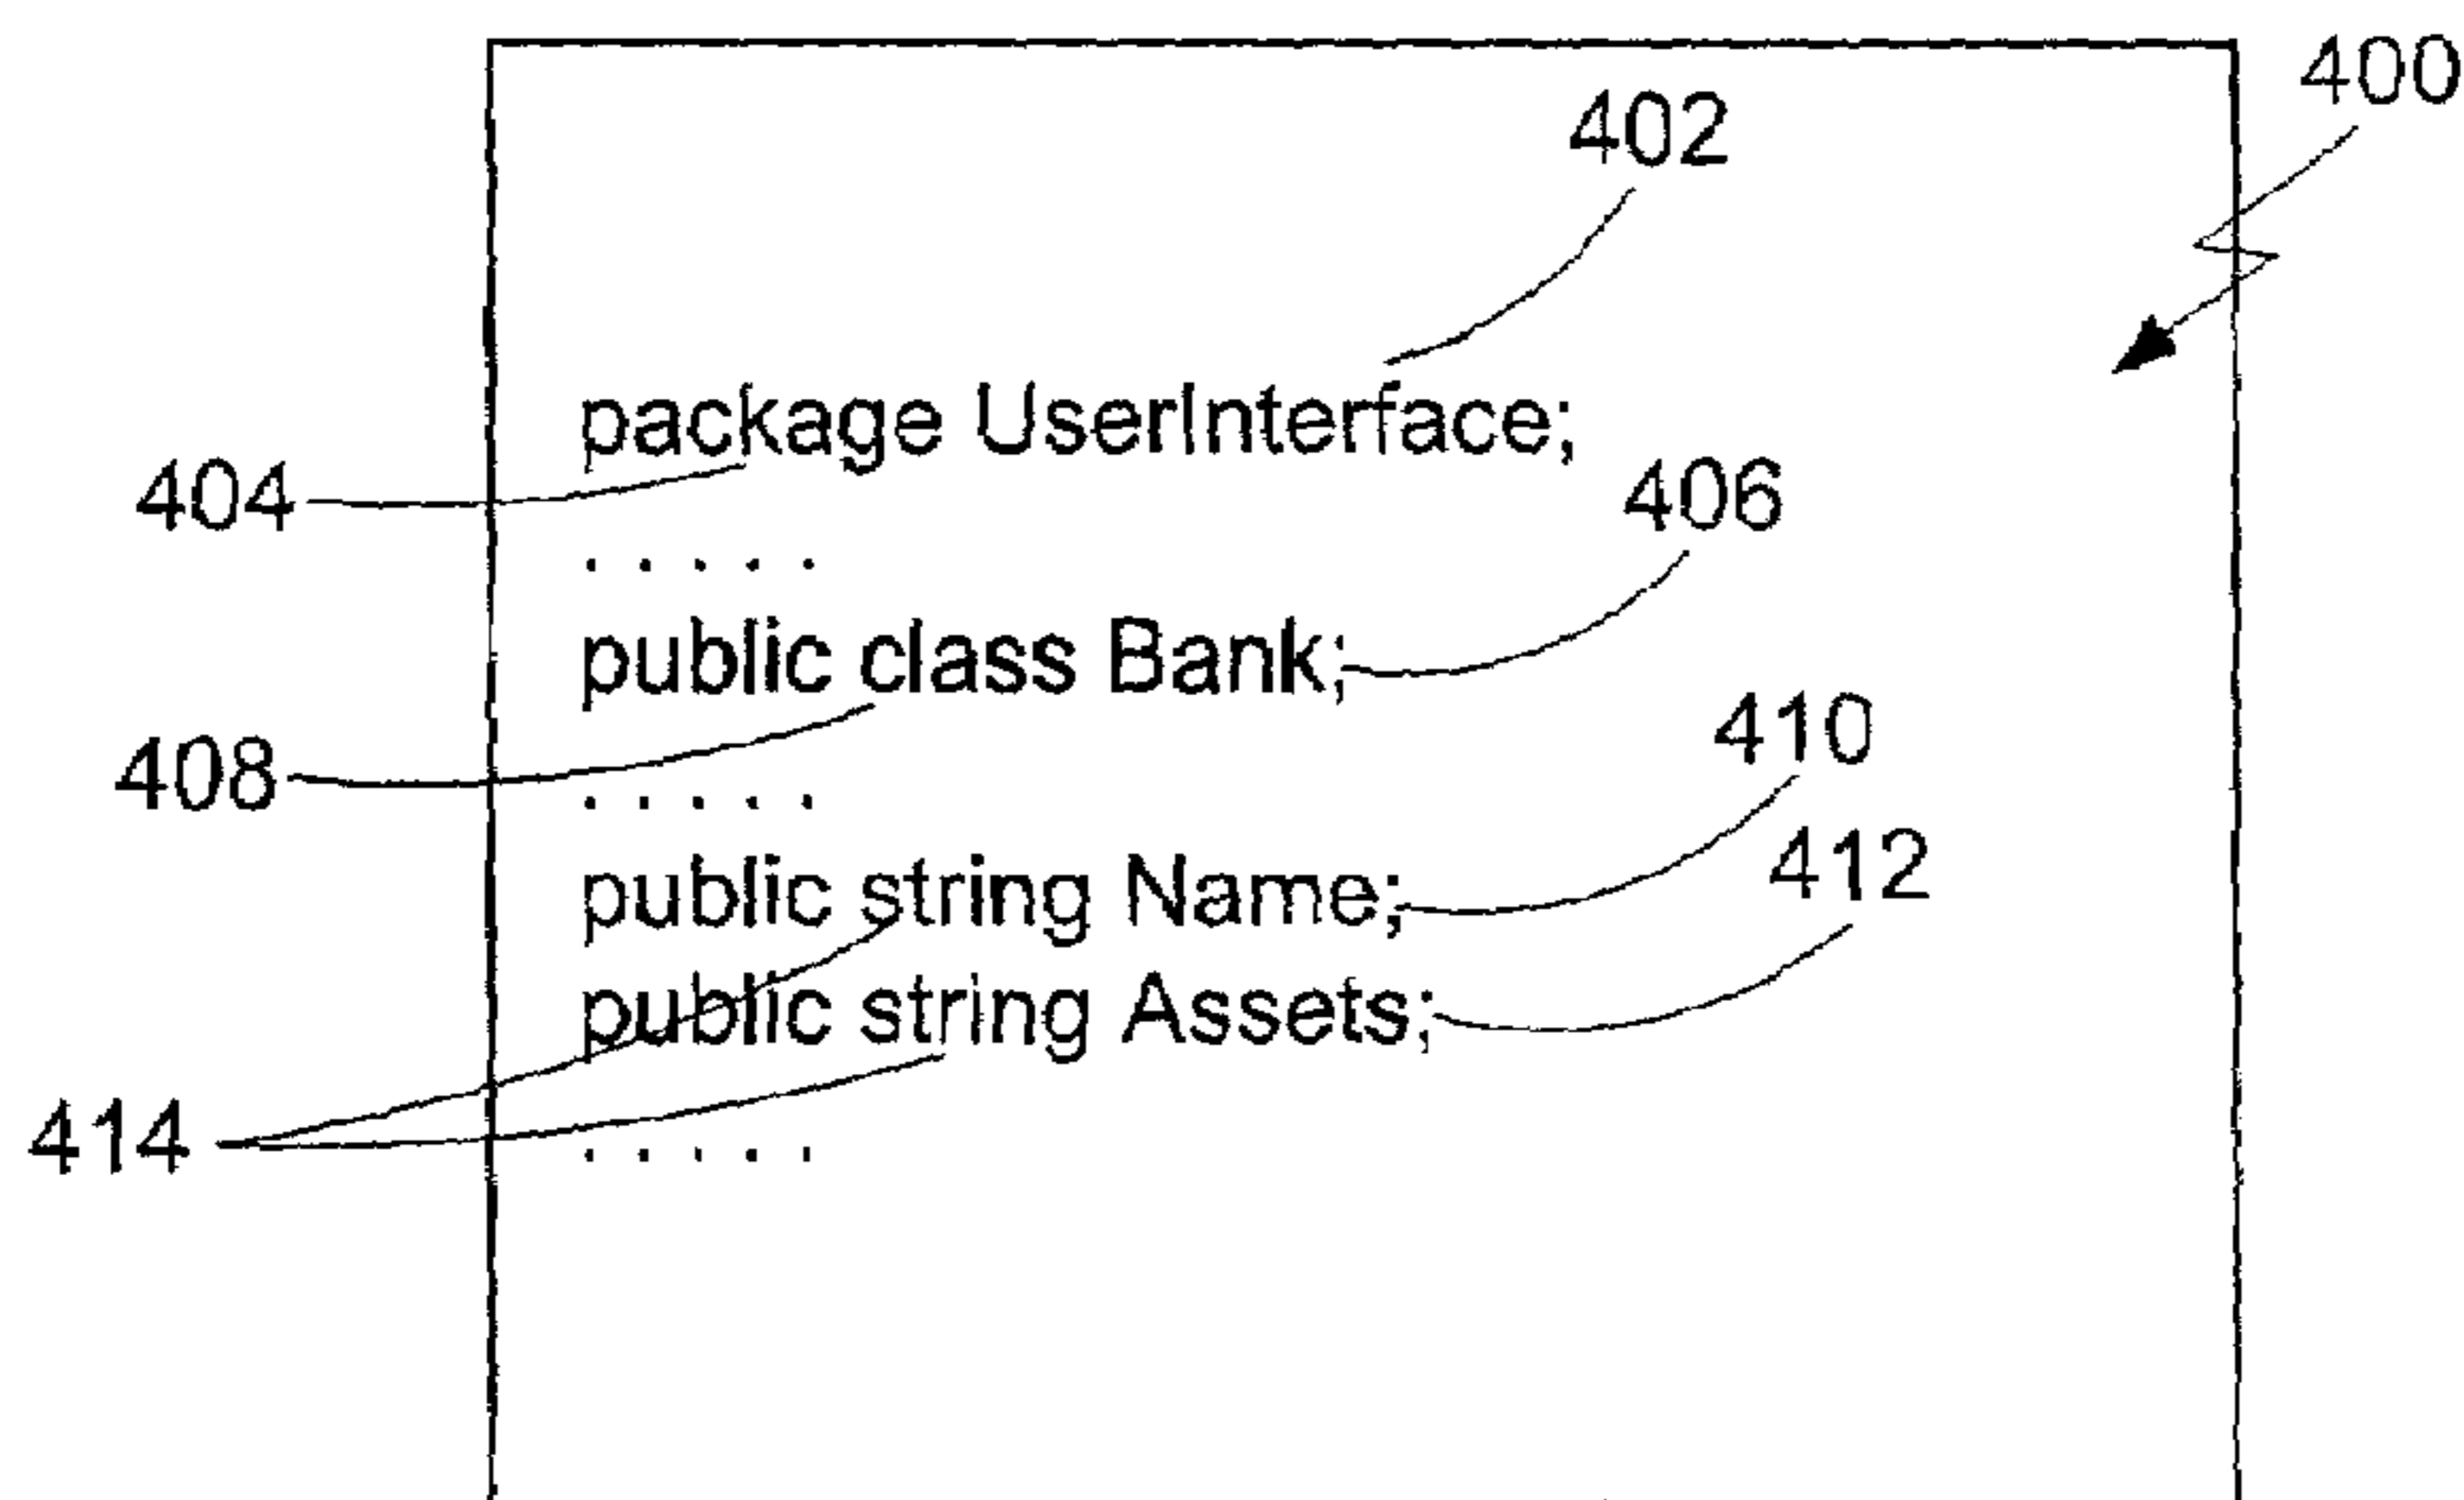 400
402
package UserInterface;
404
406
. . . . .
public class Bank;
408
410
. . . . .
412
public string Name;
public string Assets;
414
. . . . .